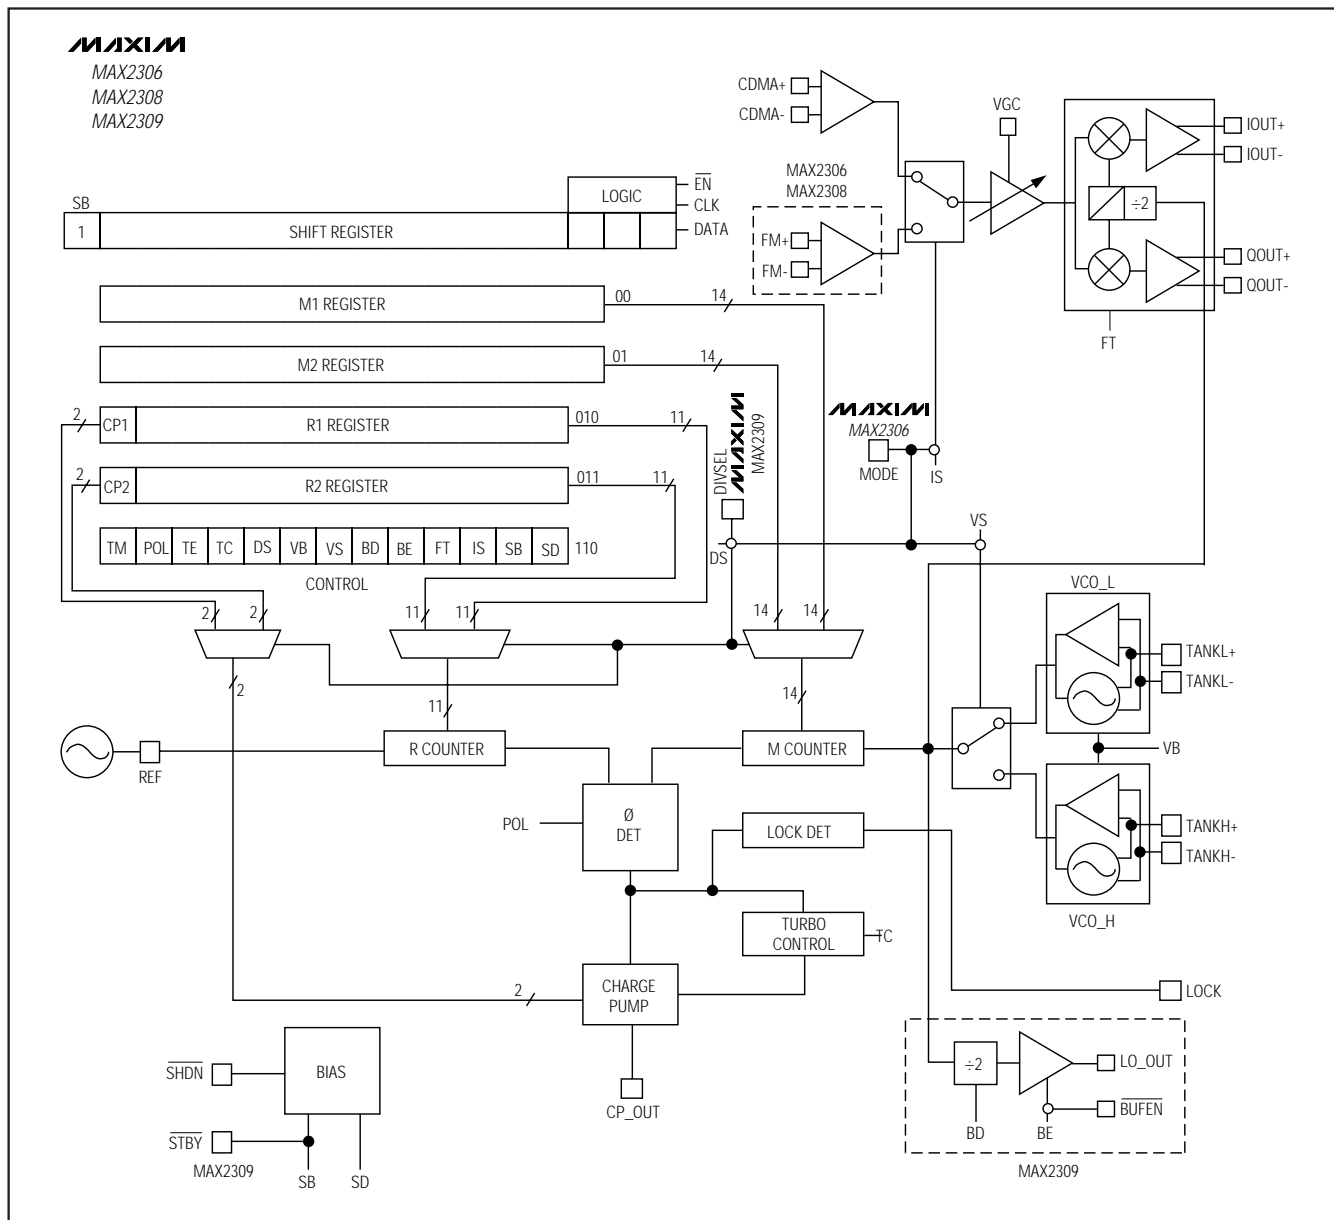 MAXIM
MAX2306
MAX2308
MAX2309
CDMA+
CDMA-
VGC
IOUT+
IOUT-
÷2
QOUT+
QOUT-
FT
MAX2306
MAX2308
FM+
FM-
SB
1
SHIFT REGISTER
LOGIC
EN
CLK
DATA
M1 REGISTER
00
14
M2 REGISTER
01
14
2
CP1
R1 REGISTER
010
11
2
CP2
R2 REGISTER
011
11
TM POL TE TC DS VB VS BD BE FT IS SB SD 110
CONTROL
DIVSEL
MAXIM
MAX2309
MAXIM
MAX2306
MODE
IS
DS
VS
2
2
11
11
14
14
2
11
14
VCO_L
TANKL+
TANKL-
VB
TANKH+
TANKH-
VCO_H
REF
R COUNTER
M COUNTER
POL
Ø
DET
LOCK DET
TURBO
CONTROL
TC
2
CHARGE
PUMP
CP_OUT
LOCK
SHDN
BIAS
STBY
MAX2309
SB
SD
÷2
LO_OUT
BUFEN
BD
BE
MAX2309